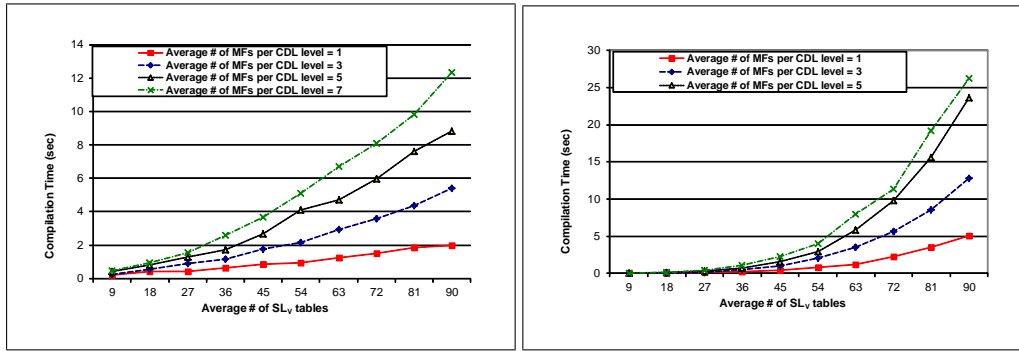 14
12
10
8
6
4
2
0
Compilation Time (sec)
Average # of MFs per CDL level = 1
Average # of MFs per CDL level = 3
Average # of MFs per CDL level = 5
Average # of MFs per CDL level = 7
9 18 27 36 45 54 63 72 81 90
Average # of SLv tables
30
25
20
15
10
5
0
Compilation Time (sec)
Average # of MFs per CDL level = 1
Average # of MFs per CDL level = 3
Average # of MFs per CDL level = 5
9 18 27 36 45 54 63 72 81 90
Average # of SLv tables